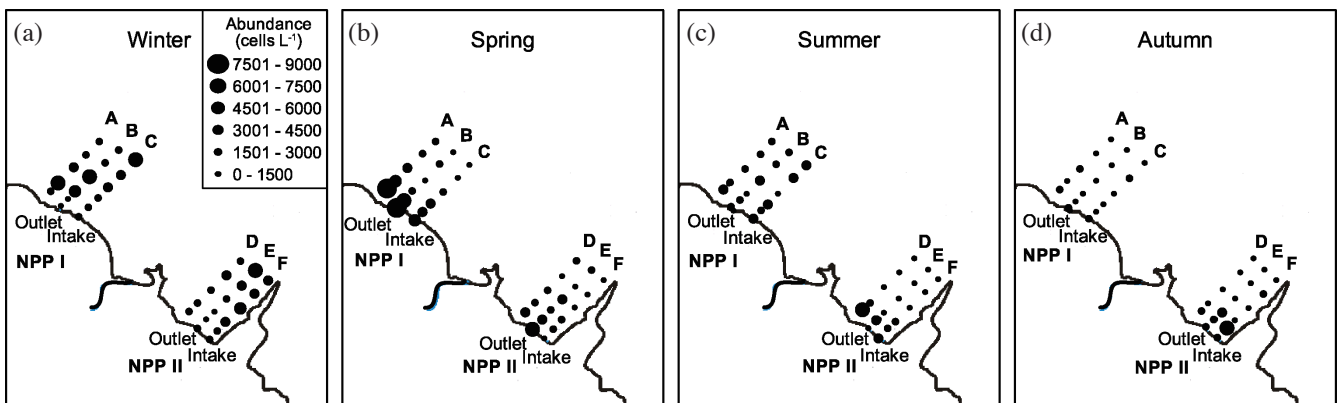 (a)
Winter
Abundance
(cells L⁻¹)
7501 - 9000
6001 - 7500
4501 - 6000
3001 - 4500
1501 - 3000
0 - 1500
A
B
C
Outlet
Intake
NPP I
D
E
F
Outlet
Intake
NPP II
(b)
Spring
A
B
C
Outlet
Intake
NPP I
D
E
F
Outlet
Intake
NPP II
(c)
Summer
A
B
C
Outlet
Intake
NPP I
D
E
F
Outlet
Intake
NPP II
(d)
Autumn
A
B
C
Outlet
Intake
NPP I
D
E
F
Outlet
Intake
NPP II